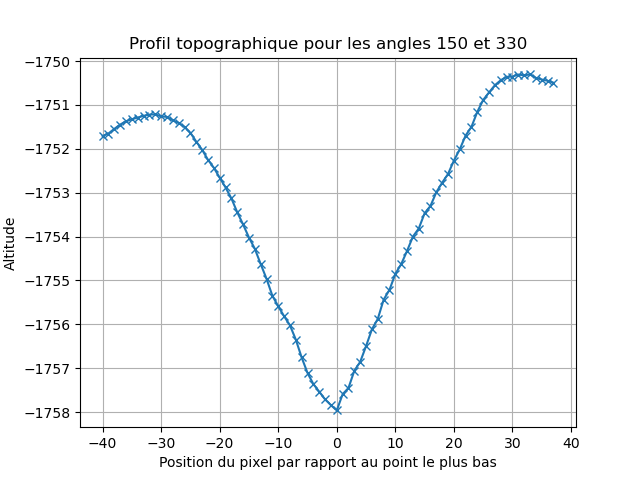 Profil topographique pour les angles 150 et 330
Altitude
−1750
−1751
−1752
−1753
−1754
−1755
−1756
−1757
−1758
−40 −30 −20 −10 0 10 20 30 40
Position du pixel par rapport au point le plus bas